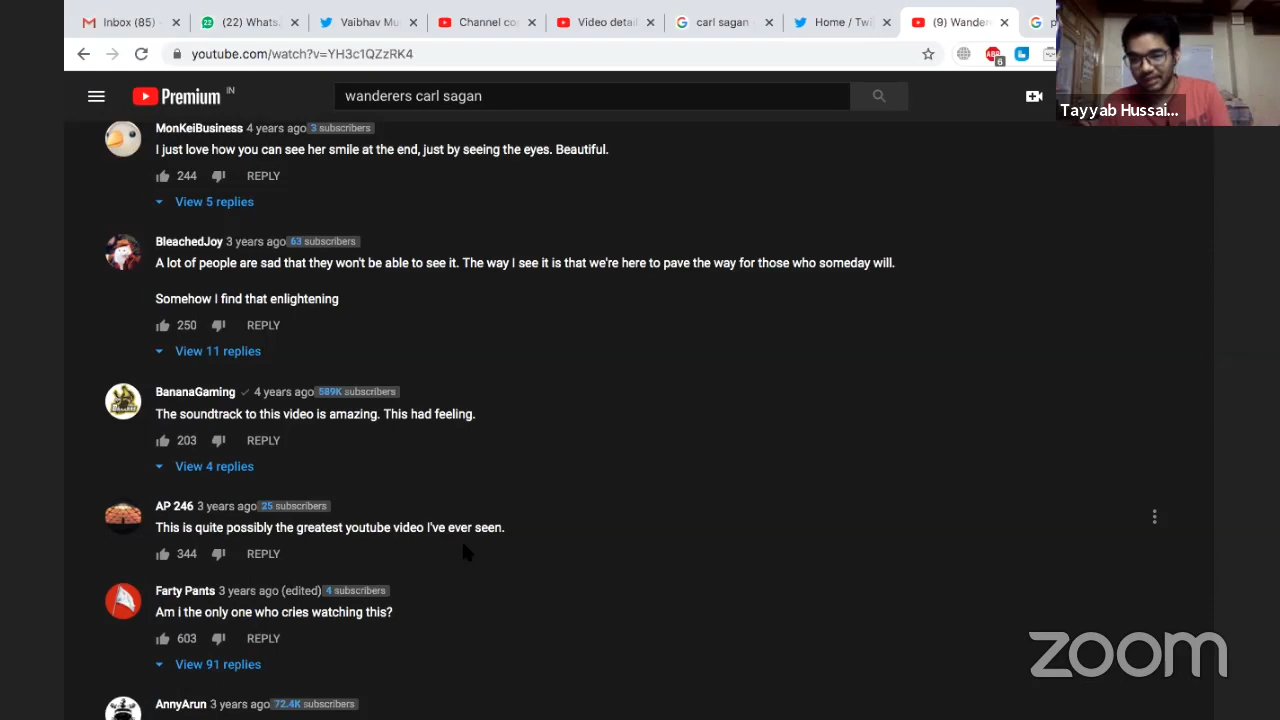 Inbox (85)
(22) Whats
Vaibhav Mu
Channel co
Video detai
carl sagan
Home / Twi
(9) Wander
youtube.com/watch?v=YH3c1QZzRK4
ABP
6
Premium IN
wanderers carl sagan
Tayyab Hussai...
MonKeiBusiness 4 years ago 3 subscribers
I just love how you can see her smile at the end, just by seeing the eyes. Beautiful.
244 REPLY
View 5 replies
BleachedJoy 3 years ago 63 subscribers
A lot of people are sad that they won't be able to see it. The way I see it is that we're here to pave the way for those who someday will.
Somehow I find that enlightening
250 REPLY
View 11 replies
BananaGaming 4 years ago 589K subscribers
The soundtrack to this video is amazing. This had feeling.
203 REPLY
View 4 replies
AP 246 3 years ago 25 subscribers
This is quite possibly the greatest youtube video I've ever seen.
344 REPLY
Farty Pants 3 years ago (edited) 4 subscribers
Am i the only one who cries watching this?
603 REPLY
View 91 replies
zoom
AnnyArun 3 years ago 72.4K subscribers